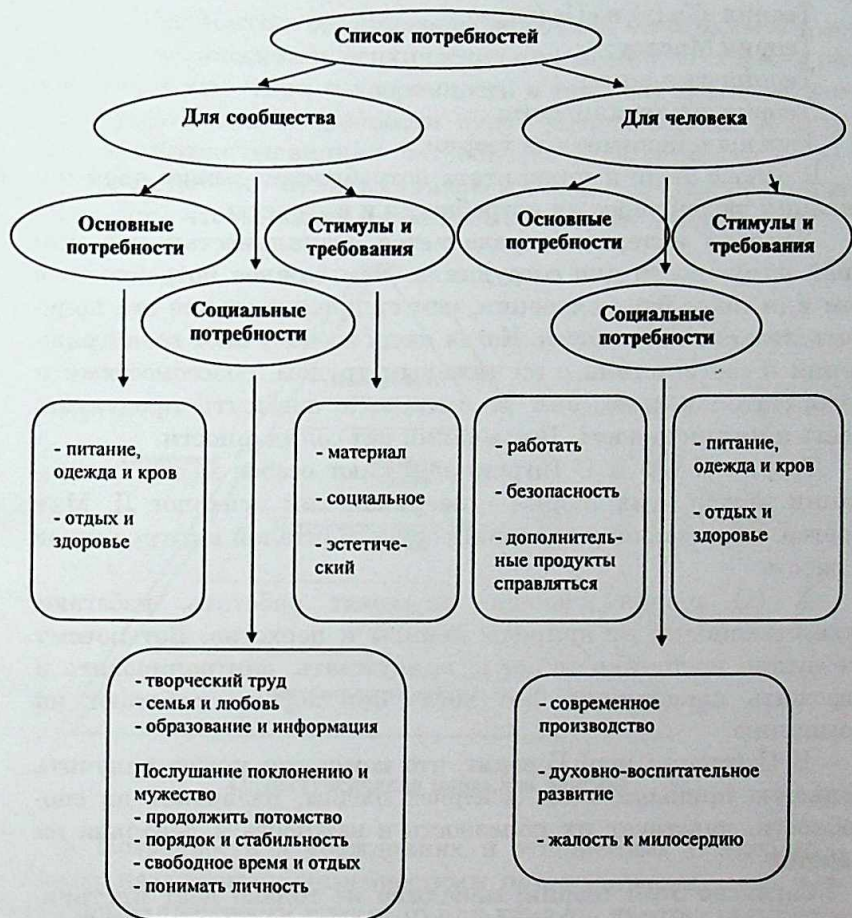 Список потребностей
Для сообщества
Для человека
Основные
потребности
Стимулы и
требования
Основные
потребности
Стимулы и
требования
Социальные
потребности
Социальные
потребности
- питание,
одежда и кров
- отдых и
здоровье
- материал
- социальное
- эстетиче-
ский
- работать
- безопасность
- дополнитель-
ные продукты
справляться
- питание,
одежда и кров
- отдых и
здоровье
- творческий труд
- семья и любовь
- образование и информация
Послушание поклонению и
мужество
- продолжить потомство
- порядок и стабильность
- свободное время и отдых
- понимать личность
- современное
производство
- духовно-воспитательное
развитие
- жалость к милосердию